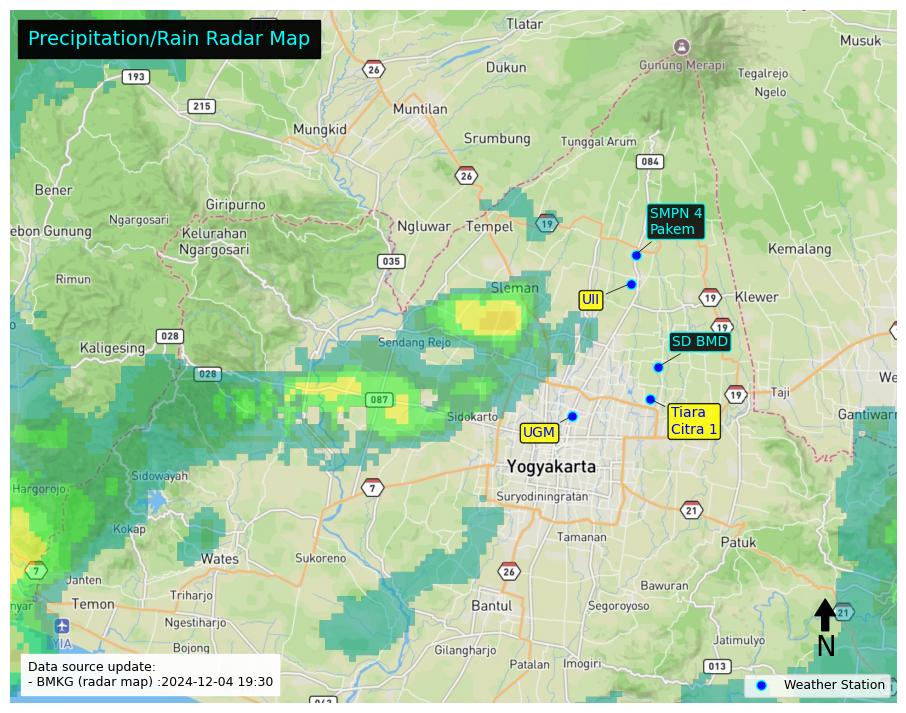 Precipitation/Rain Radar Map
Tlatar
Musuk
26
Gunung Merapi
193
Dukun
Tegalrejo
Ngelo
215
Muntilan
Mungkid
Srumbung
Tunggal Arum
084
26
Bener
Giripurno
SMPN 4
Pakem
Ngargosari
Kelurahan
Ngargosari
ebon Gunung
Ngluwar
Tempel
19
Kemalang
035
Rimun
Sleman
UII
19
Klewer
19
028
Kaligesing
Sendang Rejo
SD BMD
028
We
087
19
Taji
Sidokarto
Tiara
Citra 1
Gantiwarn
UGM
Yogyakarta
Sidowayah
Hargorojo
7
Suryodiningratan
21
Kokap
Tamanan
Patuk
Wates
Sukoreno
7
Janten
26
Bawuran
nyar
Temon
Triharjo
Bantul
Segoroyoso
21
Ngestiharjo
YIA
N
Jatimulyo
Bojong
Gilangharjo
Patalan
Imogiri
013
Data source update:
- BMKG (radar map) :2024-12-04 19:30
Weather Station